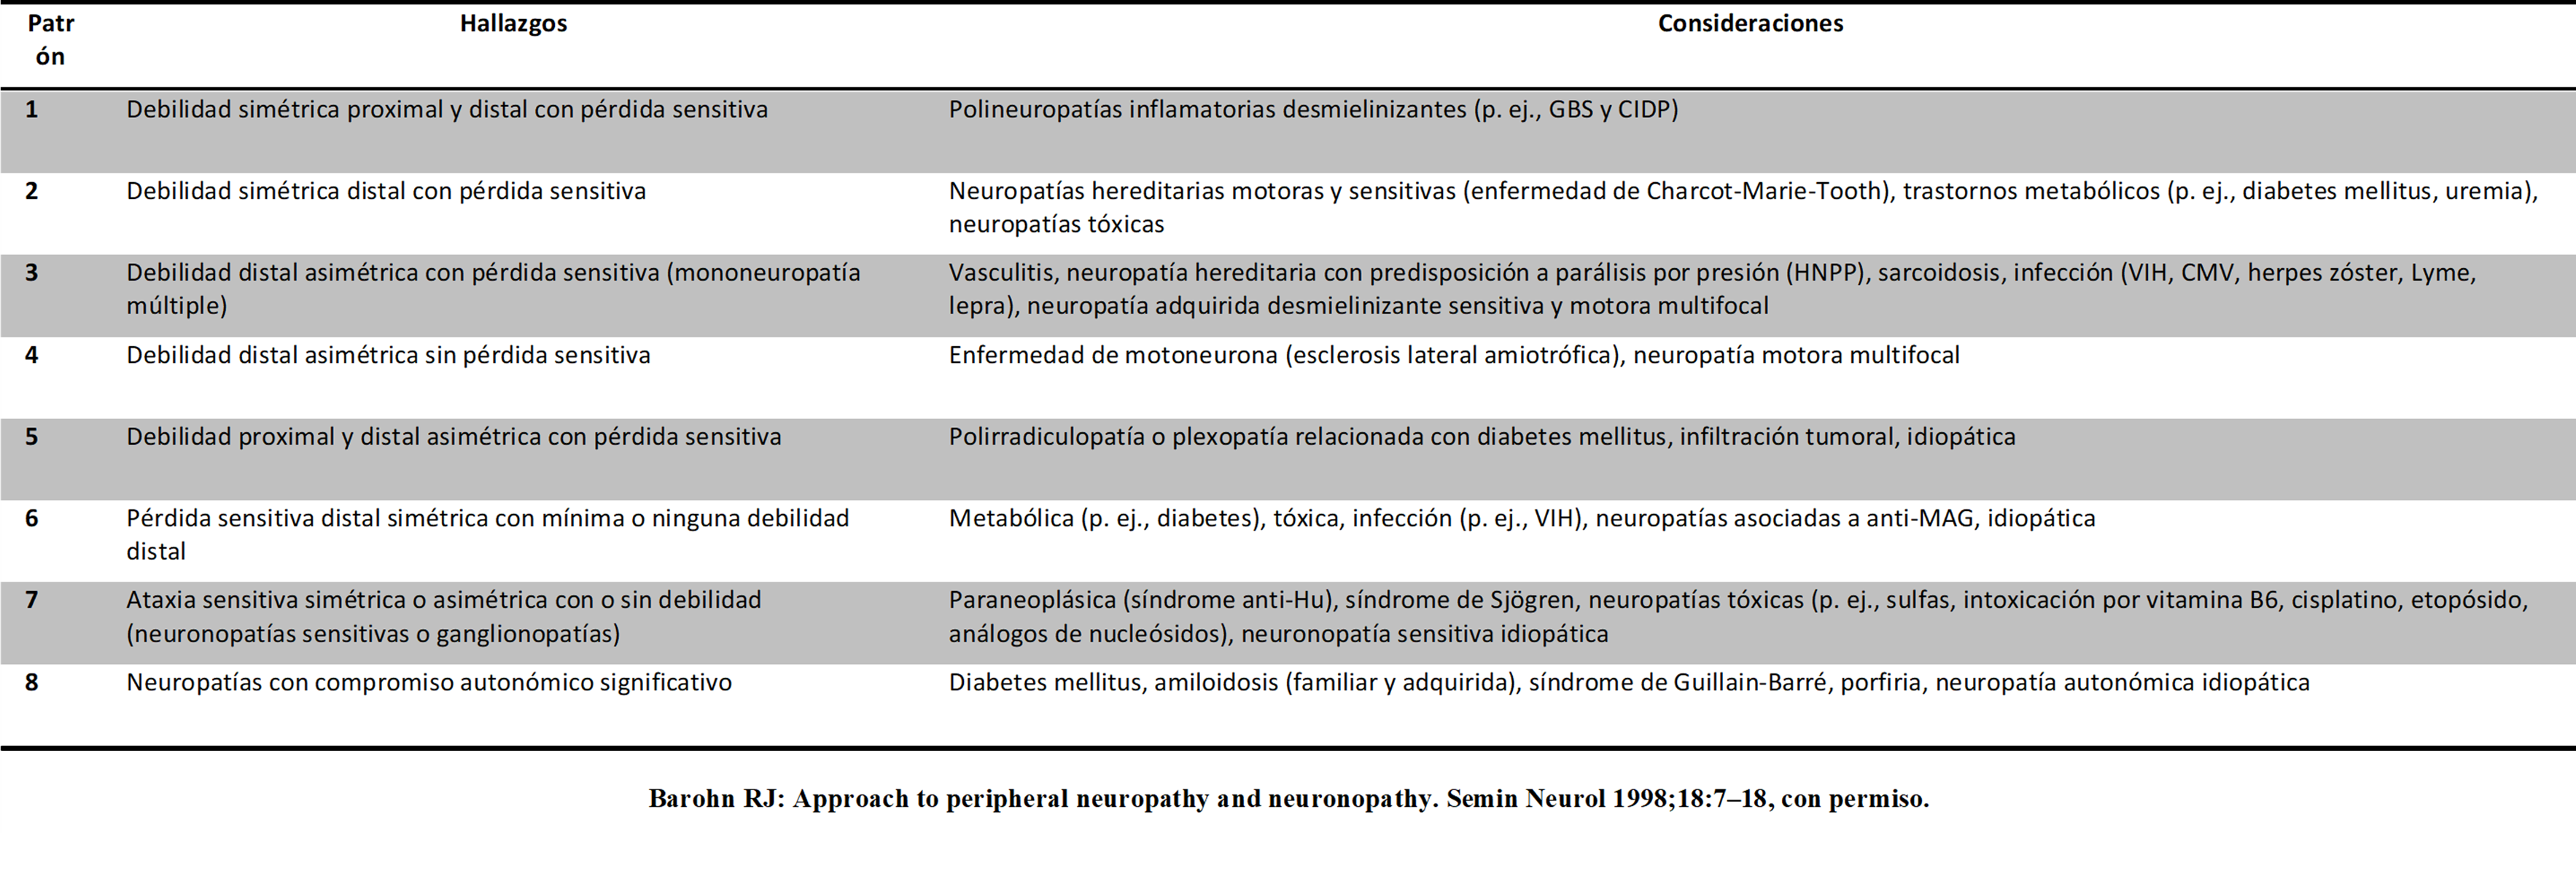 Patr Hallazgos Consideraciones
ón
1 Debilidad simétrica proximal y distal con pérdida sensitiva Polineuropatías inflamatorias desmielinizantes (p. ej., GBS y CIDP)
2 Debilidad simétrica distal con pérdida sensitiva Neuropatías hereditarias motoras y sensitivas (enfermedad de Charcot-Marie-Tooth), trastornos metabólicos (p. ej., diabetes mellitus, uremia),
neuropatías tóxicas
3 Debilidad distal asimétrica con pérdida sensitiva (mononeuropatía Vasculitis, neuropatía hereditaria con predisposición a parálisis por presión (HNPP), sarcoidosis, infección (VIH, CMV, herpes zóster, Lyme,
múltiple) lepra), neuropatía adquirida desmielinizante sensitiva y motora multifocal
4 Debilidad distal asimétrica sin pérdida sensitiva Enfermedad de motoneurona (esclerosis lateral amiotrófica), neuropatía motora multifocal
5 Debilidad proximal y distal asimétrica con pérdida sensitiva Polirradiculopatía o plexopatía relacionada con diabetes mellitus, infiltración tumoral, idiopática
6 Pérdida sensitiva distal simétrica con mínima o ninguna debilidad Metabólica (p. ej., diabetes), tóxica, infección (p. ej., VIH), neuropatías asociadas a anti-MAG, idiopática
distal
7 Ataxia sensitiva simétrica o asimétrica con o sin debilidad Paraneoplásica (síndrome anti-Hu), síndrome de Sjögren, neuropatías tóxicas (p. ej., sulfas, intoxicación por vitamina B6, cisplatino, etopósido,
(neuronopatías sensitivas o ganglionopatías) análogos de nucleósidos), neuronopatía sensitiva idiopática
8 Neuropatías con compromiso autonómico significativo Diabetes mellitus, amiloidosis (familiar y adquirida), síndrome de Guillain-Barré, porfiria, neuropatía autonómica idiopática
Barohn RJ: Approach to peripheral neuropathy and neuronopathy. Semin Neurol 1998;18:7–18, con permiso.